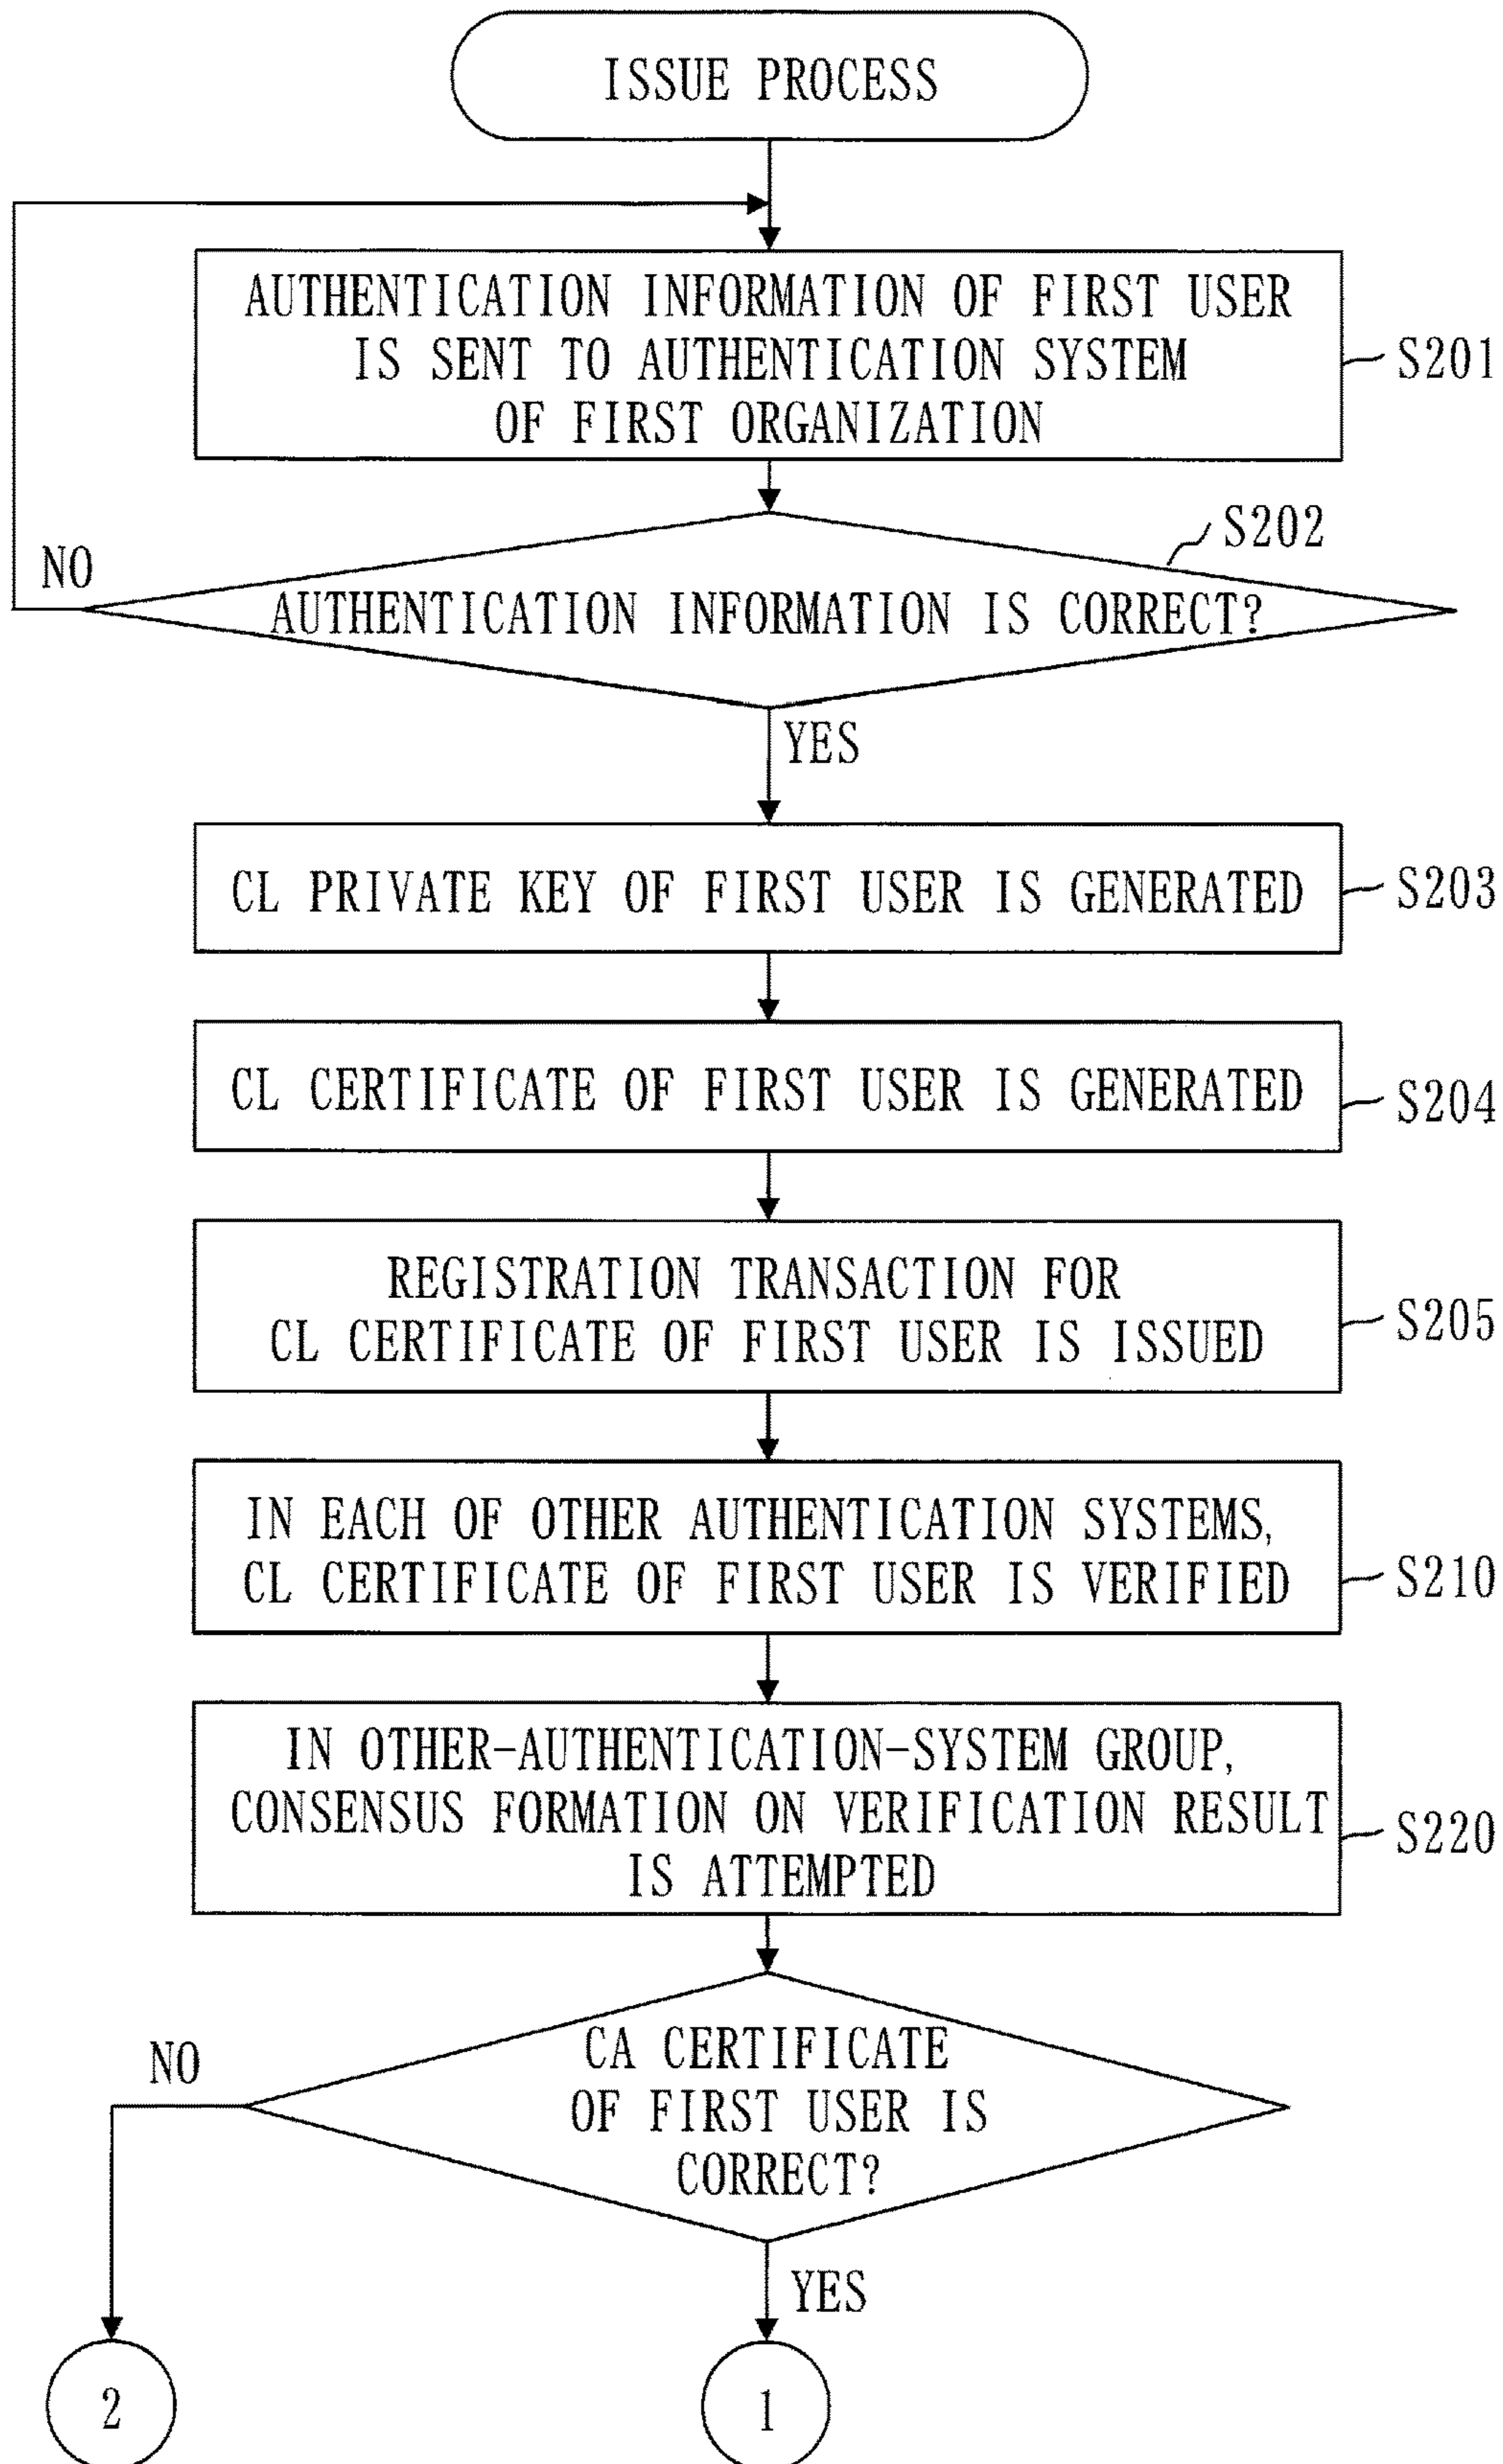 ISSUE PROCESS
AUTHENTICATION INFORMATION OF FIRST USER
IS SENT TO AUTHENTICATION SYSTEM
OF FIRST ORGANIZATION
S201
S202
NO
AUTHENTICATION INFORMATION IS CORRECT?
YES
CL PRIVATE KEY OF FIRST USER IS GENERATED
S203
CL CERTIFICATE OF FIRST USER IS GENERATED
S204
REGISTRATION TRANSACTION FOR
CL CERTIFICATE OF FIRST USER IS ISSUED
S205
IN EACH OF OTHER AUTHENTICATION SYSTEMS,
CL CERTIFICATE OF FIRST USER IS VERIFIED
S210
IN OTHER-AUTHENTICATION-SYSTEM GROUP,
CONSENSUS FORMATION ON VERIFICATION RESULT
IS ATTEMPTED
S220
CA CERTIFICATE
OF FIRST USER IS
CORRECT?
NO
YES
2
1